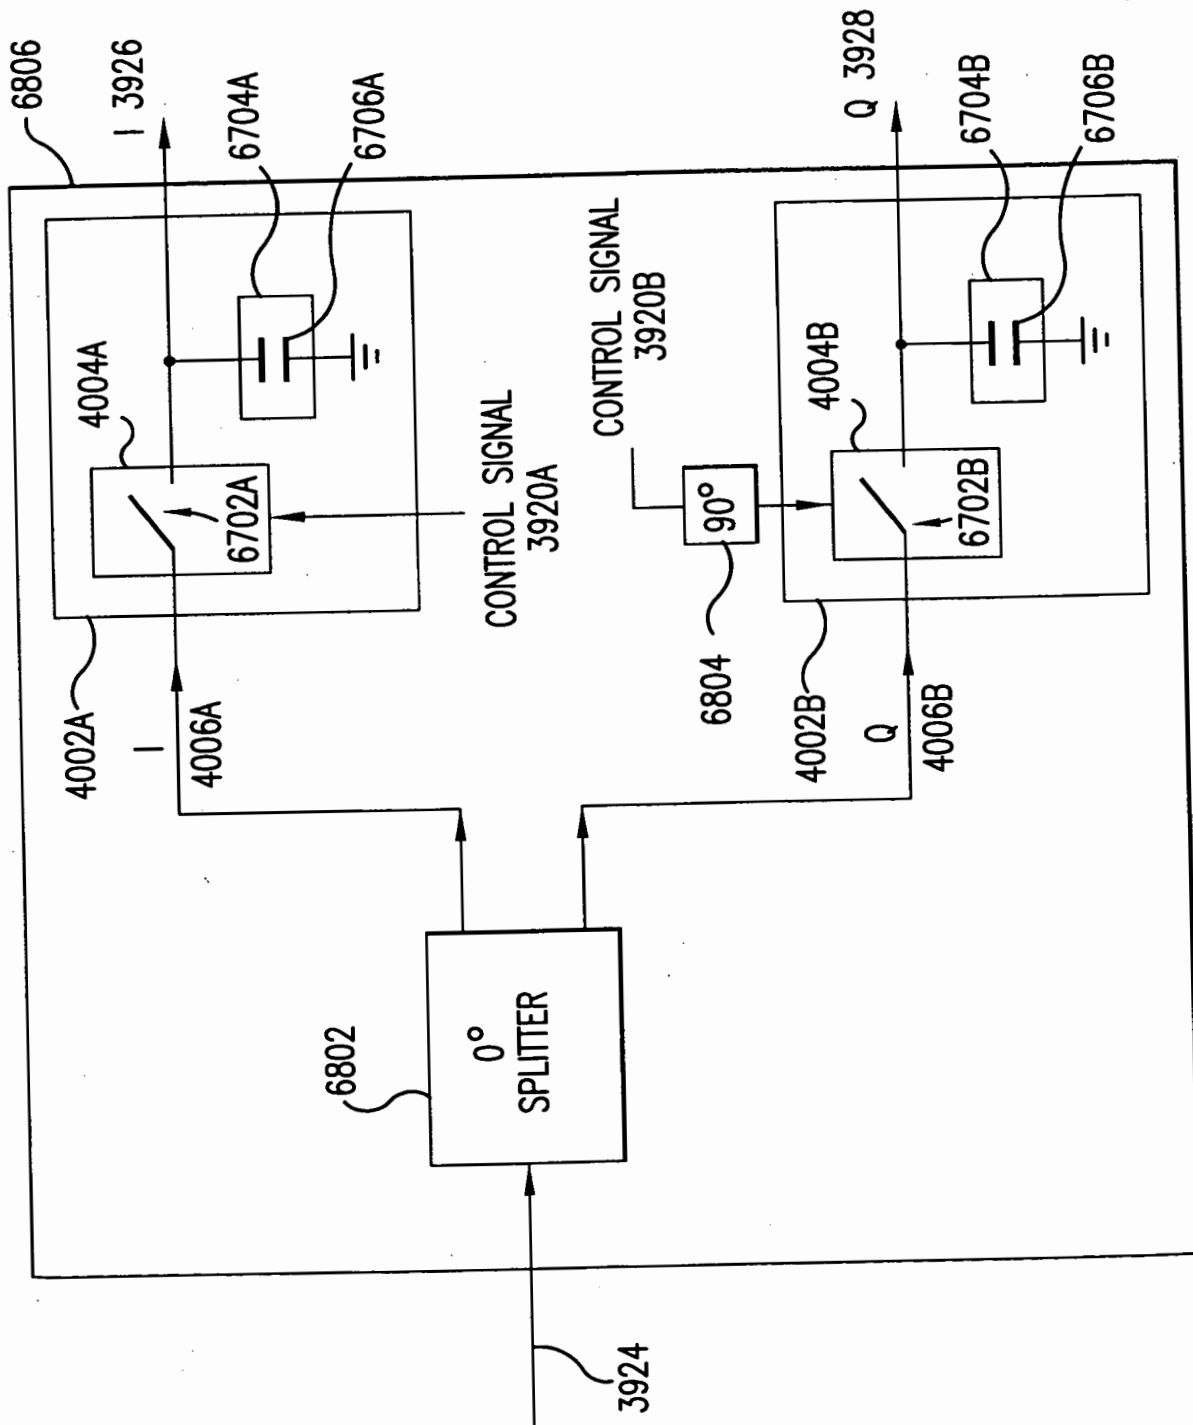 6806
I 3926
6704A
6706A
4004A
6702A
CONTROL SIGNAL
3920A
4002A
I
4006A
6802
0°
SPLITTER
3924
CONTROL SIGNAL
3920B
90°
6804
Q 3928
6704B
6706B
4004B
6702B
4002B
Q
4006B